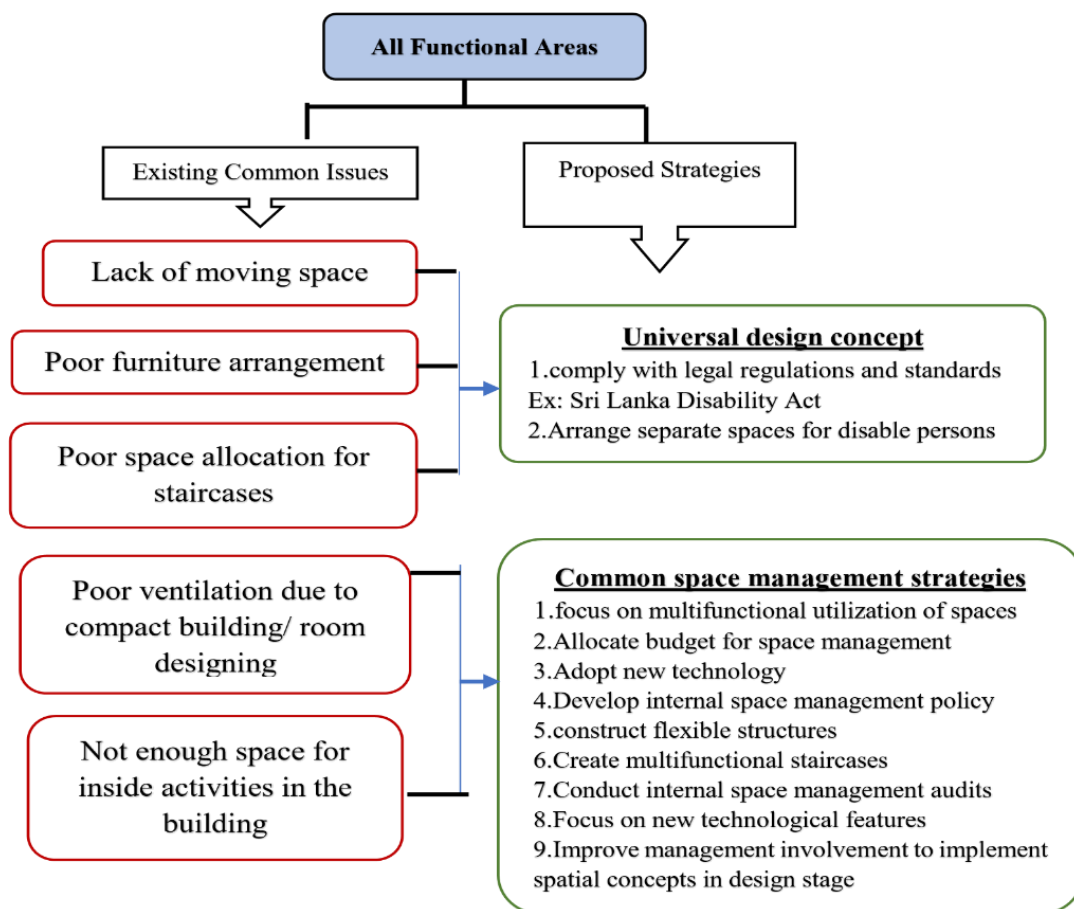 All Functional Areas
Existing Common Issues
Proposed Strategies
Lack of moving space
Poor furniture arrangement
Poor space allocation for
staircases
Poor ventilation due to
compact building/ room
designing
Not enough space for
inside activities in the
building
Universal design concept
1.comply with legal regulations and standards
Ex: Sri Lanka Disability Act
2.Arrange separate spaces for disable persons
Common space management strategies
1.focus on multifunctional utilization of spaces
2.Allocate budget for space management
3.Adopt new technology
4.Develop internal space management policy
5.construct flexible structures
6.Create multifunctional staircases
7.Conduct internal space management audits
8.Focus on new technological features
9.Improve management involvement to implement
spatial concepts in design stage